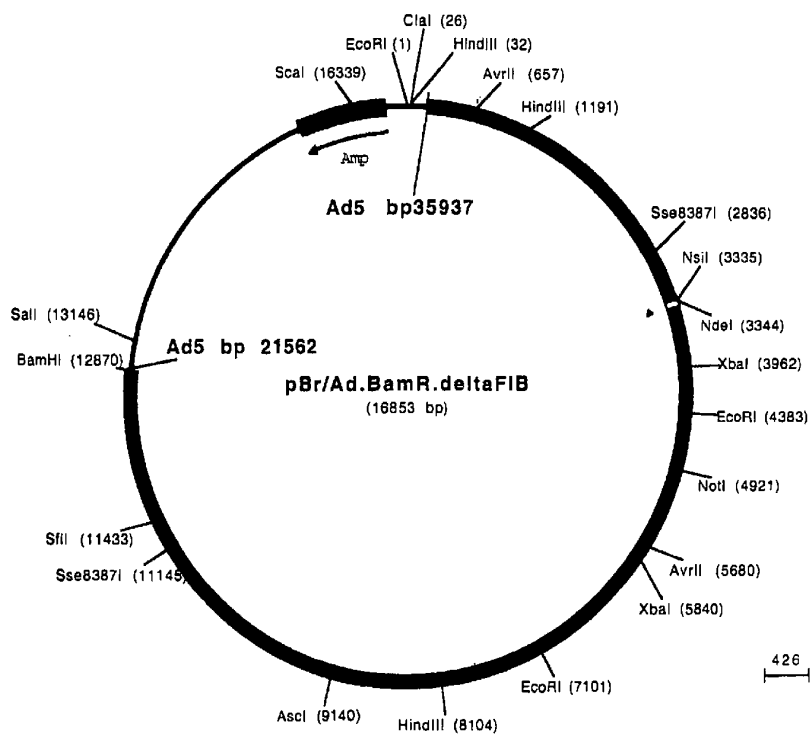 ClaI (26)
EcoRI (1)
HindIII (32)
ScaI (16339)
AvrII (657)
HindIII (1191)
Amp
Ad5 bp35937
Sse8387I (2836)
NsiI (3335)
NdeI (3344)
SalI (13146)
Ad5 bp 21562
BamHI (12870)
XbaI (3962)
pBr/Ad.BamR.deltaFIB
(16853 bp)
EcoRI (4383)
NotI (4921)
SfiI (11433)
Sse8387I (11145)
AvrII (5680)
XbaI (5840)
426
EcoRI (7101)
AscI (9140)
HindIII (8104)